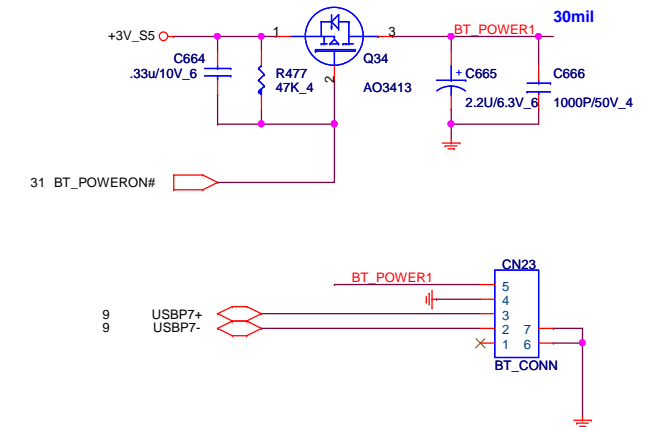 30mil
+3V_S5 1 3 BT_POWER1
C664 Q34
.33u/10V_6 R477 2 + C665 C666
47K_4 AO3413
2.2U/6.3V_6 1000P/50V_4
31 BT_POWERON#
CN23
BT_POWER1 5
4
9 USBP7+ 3
9 USBP7- 2 7
1 6
BT_CONN